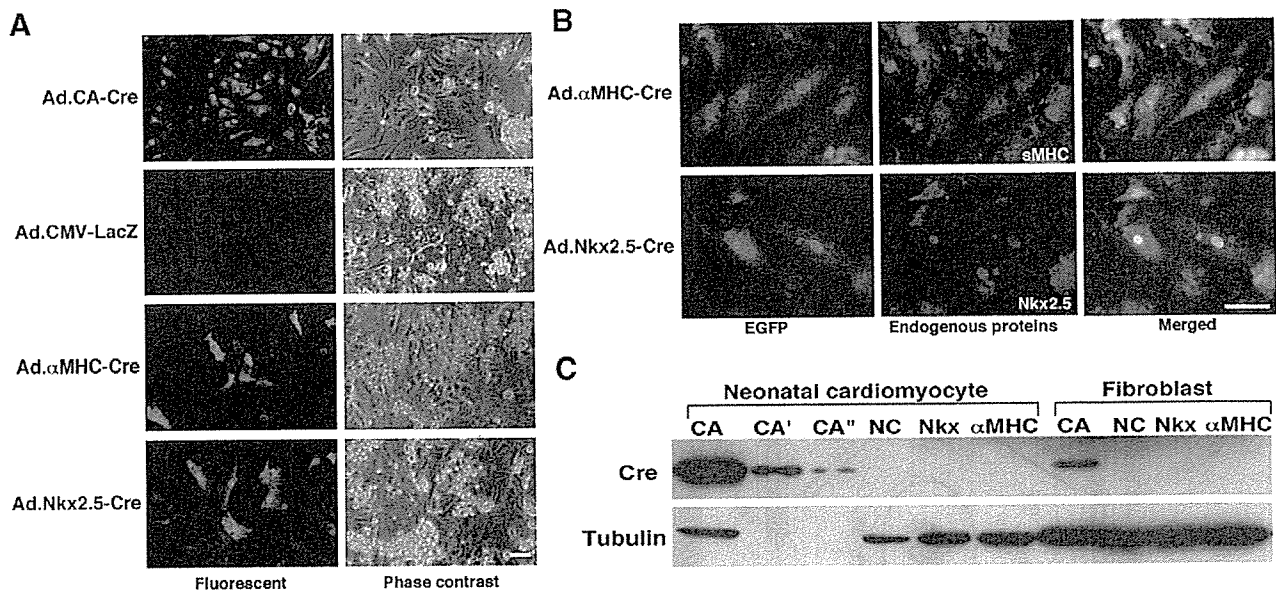 A
Ad.CA-Cre
Ad.CMV-LacZ
Ad.αMHC-Cre
Ad.Nkx2.5-Cre
Fluorescent
Phase contrast
B
Ad.αMHC-Cre
sMHC
Ad.Nkx2.5-Cre
Nkx2.5
EGFP
Endogenous proteins
Merged
C
Neonatal cardiomyocyte
Fibroblast
CA CA' CA" NC Nkx αMHC CA NC Nkx αMHC
Cre
Tubulin